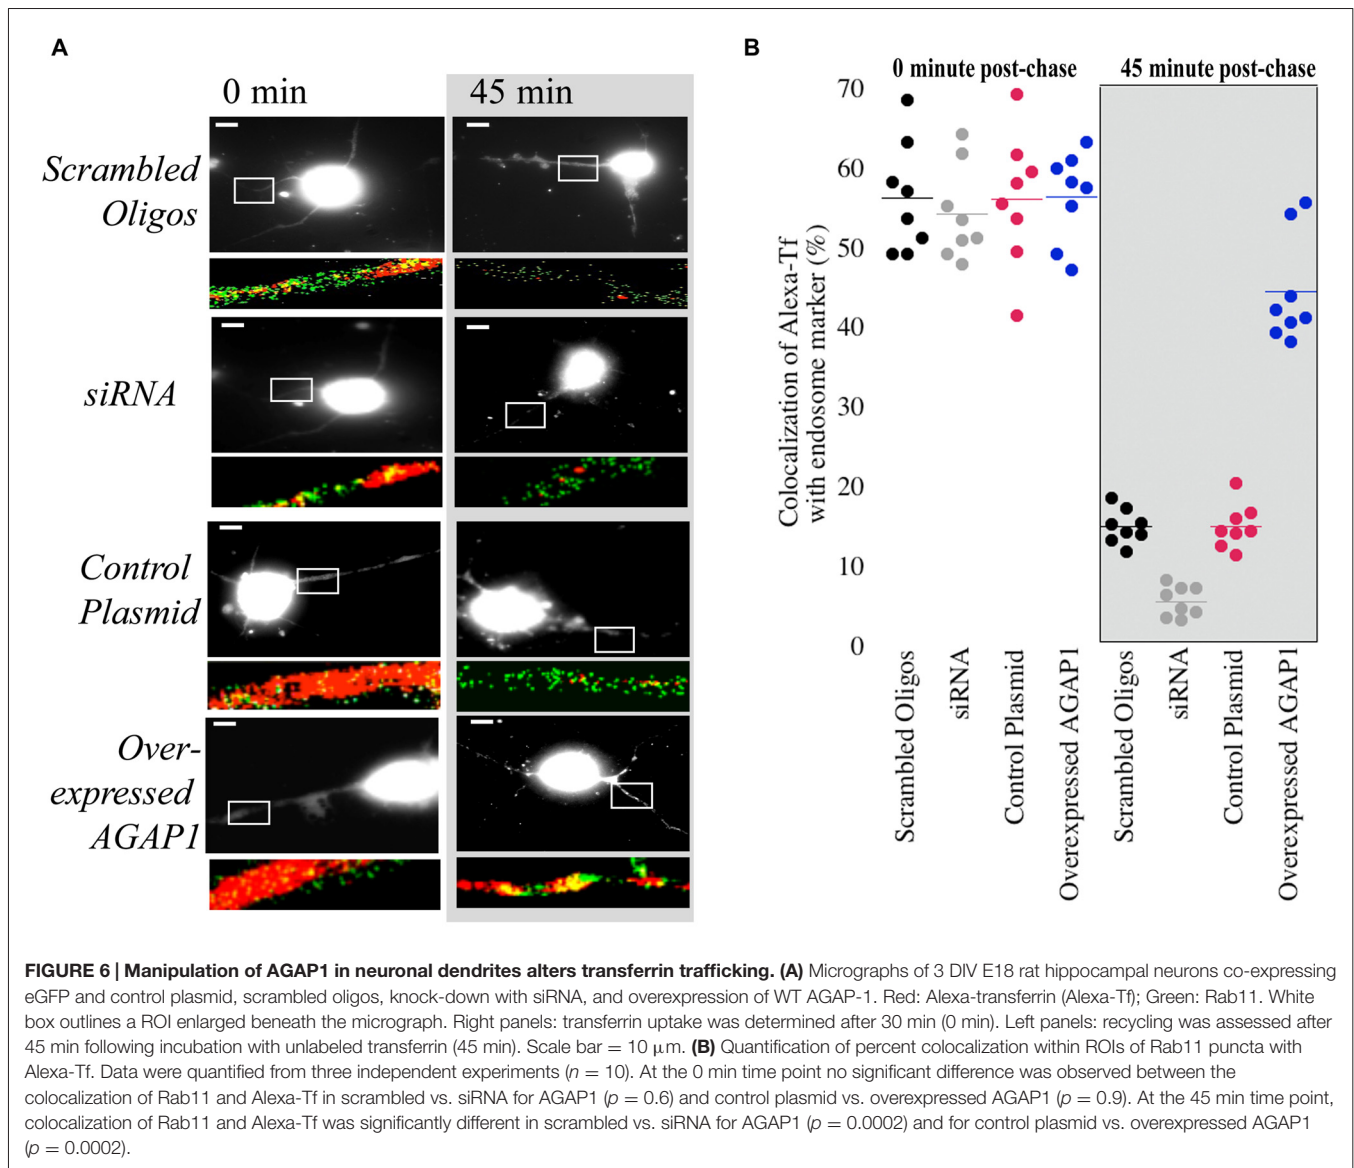 A
0 min
45 min
Scrambled
Oligos
siRNA
Control
Plasmid
Over-
expressed
AGAP1
B
0 minute post-chase
45 minute post-chase
Colocalization of Alexa-Tf
with endosome marker (%)
70
60
50
40
30
20
10
0
Scrambled Oligos
siRNA
Control Plasmid
Overexpressed AGAP1
Scrambled Oligos
siRNA
Control Plasmid
Overexpressed AGAP1
FIGURE 6 | Manipulation of AGAP1 in neuronal dendrites alters transferrin trafficking. (A) Micrographs of 3 DIV E18 rat hippocampal neurons co-expressing
eGFP and control plasmid, scrambled oligos, knock-down with siRNA, and overexpression of WT AGAP-1. Red: Alexa-transferrin (Alexa-Tf); Green: Rab11. White
box outlines a ROI enlarged beneath the micrograph. Right panels: transferrin uptake was determined after 30 min (0 min). Left panels: recycling was assessed after
45 min following incubation with unlabeled transferrin (45 min). Scale bar = 10 μm. (B) Quantification of percent colocalization within ROIs of Rab11 puncta with
Alexa-Tf. Data were quantified from three independent experiments (n = 10). At the 0 min time point no significant difference was observed between the
colocalization of Rab11 and Alexa-Tf in scrambled vs. siRNA for AGAP1 (p = 0.6) and control plasmid vs. overexpressed AGAP1 (p = 0.9). At the 45 min time point,
colocalization of Rab11 and Alexa-Tf was significantly different in scrambled vs. siRNA for AGAP1 (p = 0.0002) and for control plasmid vs. overexpressed AGAP1
(p = 0.0002).